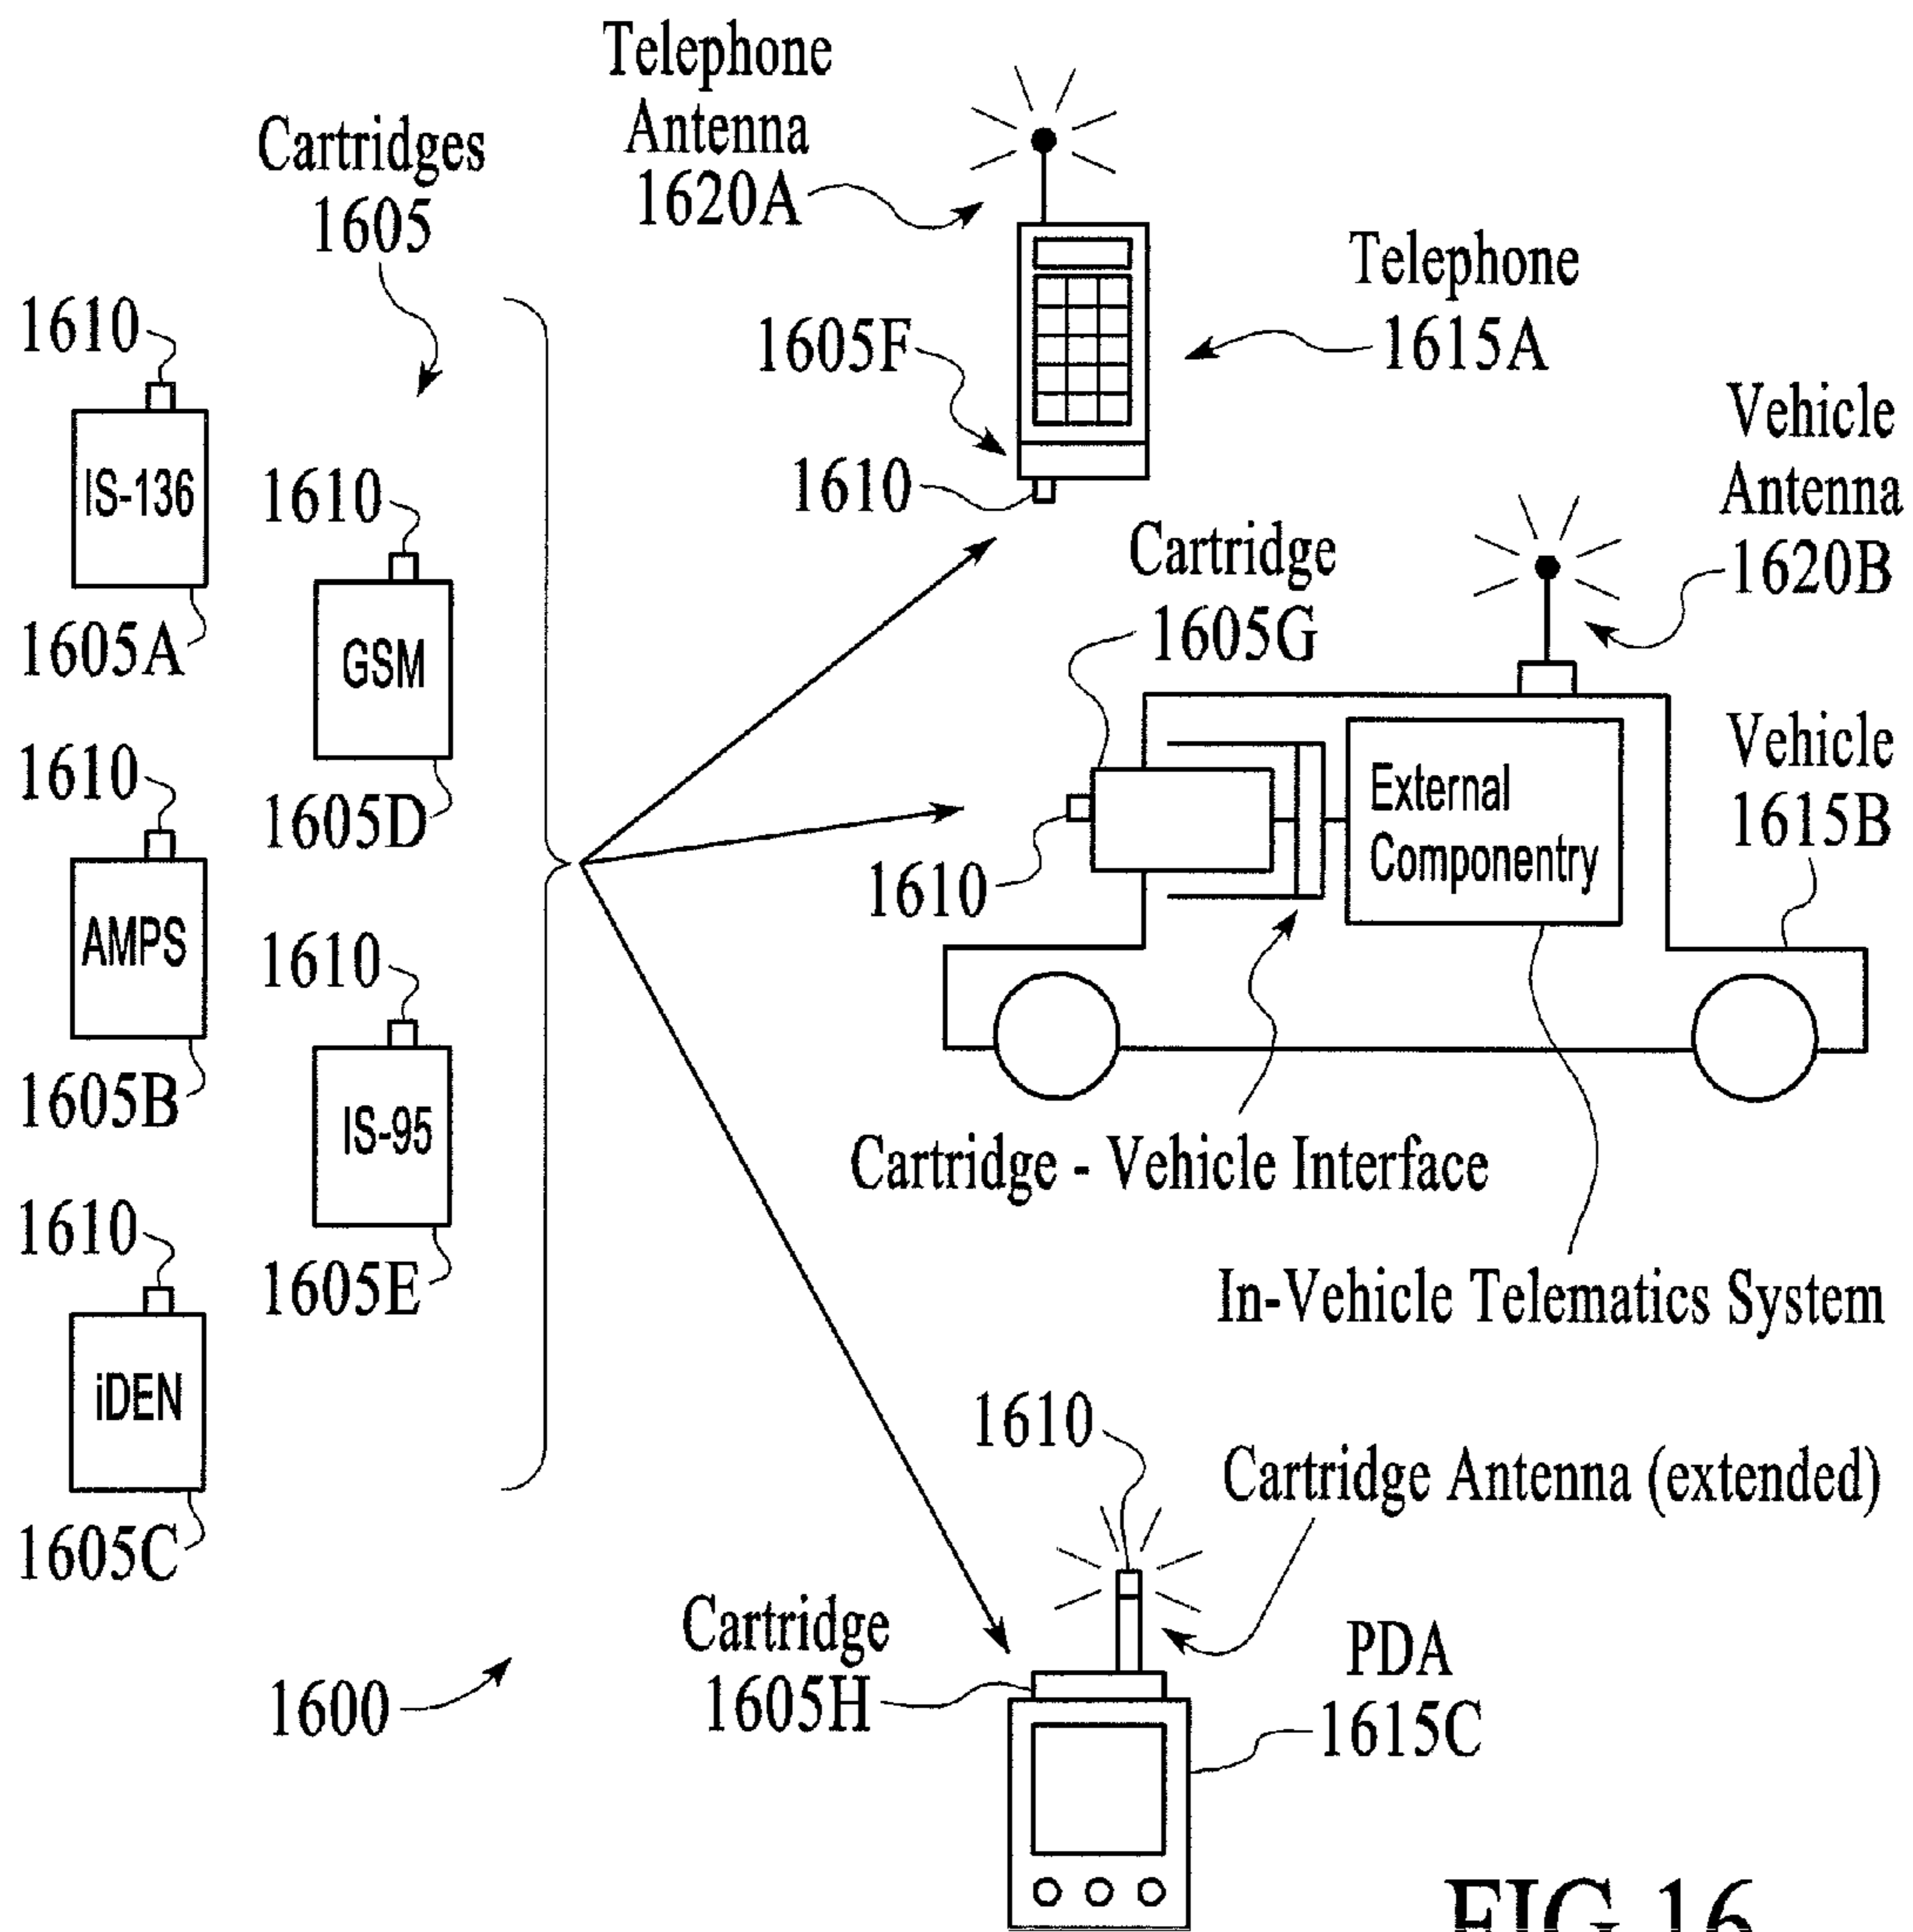 Telephone
Antenna
1620A
Cartridges
1605
1610
IS-136
1605A
1610
GSM
1605D
1610
AMPS
1605B
1610
IS-95
1605E
1610
iDEN
1605C
1600
Telephone
1615A
1605F
1610
Vehicle
Antenna
1620B
Cartridge
1605G
1610
External
Componentry
Vehicle
1615B
Cartridge - Vehicle Interface
In-Vehicle Telematics System
1610
Cartridge Antenna (extended)
Cartridge
1605H
PDA
1615C
FIG 16